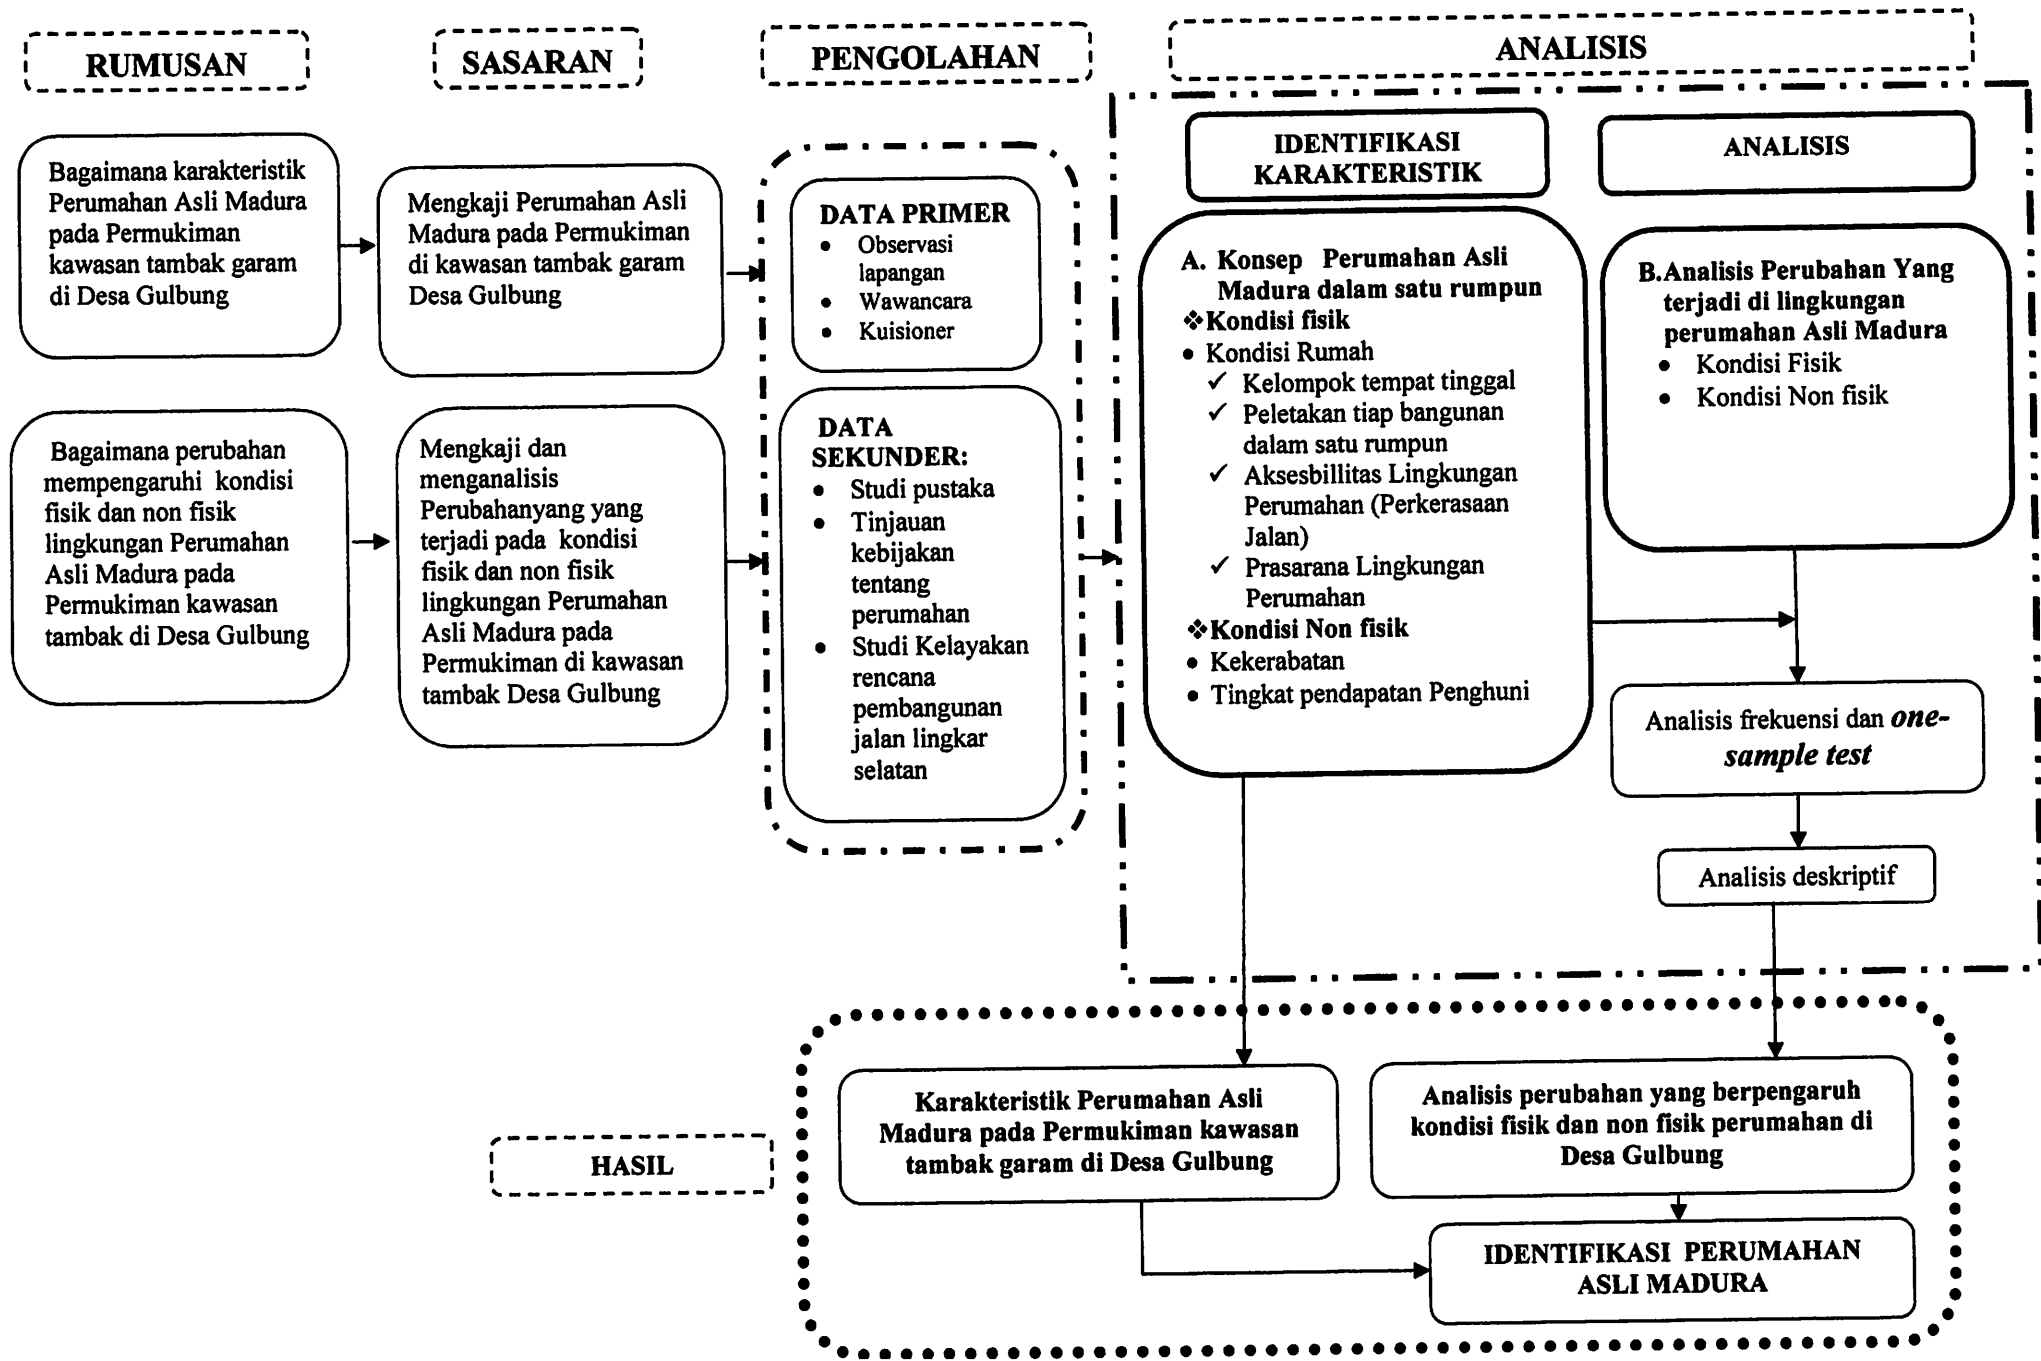 RUMUSAN
SASARAN
PENGOLAHAN
ANALISIS
Bagaimana karakteristik
Perumahan Asli Madura
pada Permukiman
kawasan tambak garam
di Desa Gulbung
Bagaimana perubahan
mempengaruhi kondisi
fisik dan non fisik
lingkungan Perumahan
Asli Madura pada
Permukiman kawasan
tambak di Desa Gulbung
Mengkaji Perumahan Asli
Madura pada Permukiman
di kawasan tambak garam
Desa Gulbung
Mengkaji dan
menganalisis
Perubahanyang yang
terjadi pada kondisi
fisik dan non fisik
lingkungan Perumahan
Asli Madura pada
Permukiman di kawasan
tambak Desa Gulbung
DATA PRIMER
• Observasi
lapangan
• Wawancara
• Kuisioner
DATA
SEKUNDER:
• Studi pustaka
• Tinjauan
kebijakan
tentang
perumahan
• Studi Kelayakan
rencana
pembangunan
jalan lingkar
selatan
IDENTIFIKASI
KARAKTERISTIK
A. Konsep Perumahan Asli
Madura dalam satu rumpun
❖Kondisi fisik
• Kondisi Rumah
✓ Kelompok tempat tinggal
✓ Peletakan tiap bangunan
dalam satu rumpun
✓ Aksesbillitas Lingkungan
Perumahan (Perkerasaan
Jalan)
✓ Prasarana Lingkungan
Perumahan
❖Kondisi Non fisik
• Kekerabatan
• Tingkat pendapatan Penghuni
ANALISIS
B.Analisis Perubahan Yang
terjadi di lingkungan
perumahan Asli Madura
• Kondisi Fisik
• Kondisi Non fisik
Analisis frekuensi dan one-
sample test
Analisis deskriptif
HASIL
Karakteristik Perumahan Asli
Madura pada Permukiman kawasan
tambak garam di Desa Gulbung
Analisis perubahan yang berpengaruh
kondisi fisik dan non fisik perumahan di
Desa Gulbung
IDENTIFIKASI PERUMAHAN
ASLI MADURA